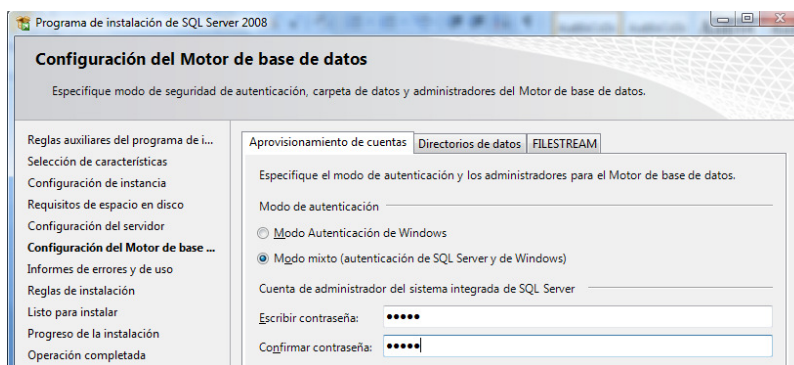 Programa de instalación de SQL Server 2008
Configuración del Motor de base de datos
Especifique modo de seguridad de autenticación, carpeta de datos y administradores del Motor de base de datos.
Reglas auxiliares del programa de i...
Selección de características
Configuración de instancia
Requisitos de espacio en disco
Configuración del servidor
Configuración del Motor de base ...
Informes de errores y de uso
Reglas de instalación
Listo para instalar
Progreso de la instalación
Operación completada
Aprovisionamiento de cuentas Directorios de datos FILESTREAM
Especifique el modo de autenticación y los administradores para el Motor de base de datos.
Modo de autenticación
Modo Autenticación de Windows
Modo mixto (autenticación de SQL Server y de Windows)
Cuenta de administrador del sistema integrada de SQL Server
Escribir contraseña: •••••
Confirmar contraseña: •••••